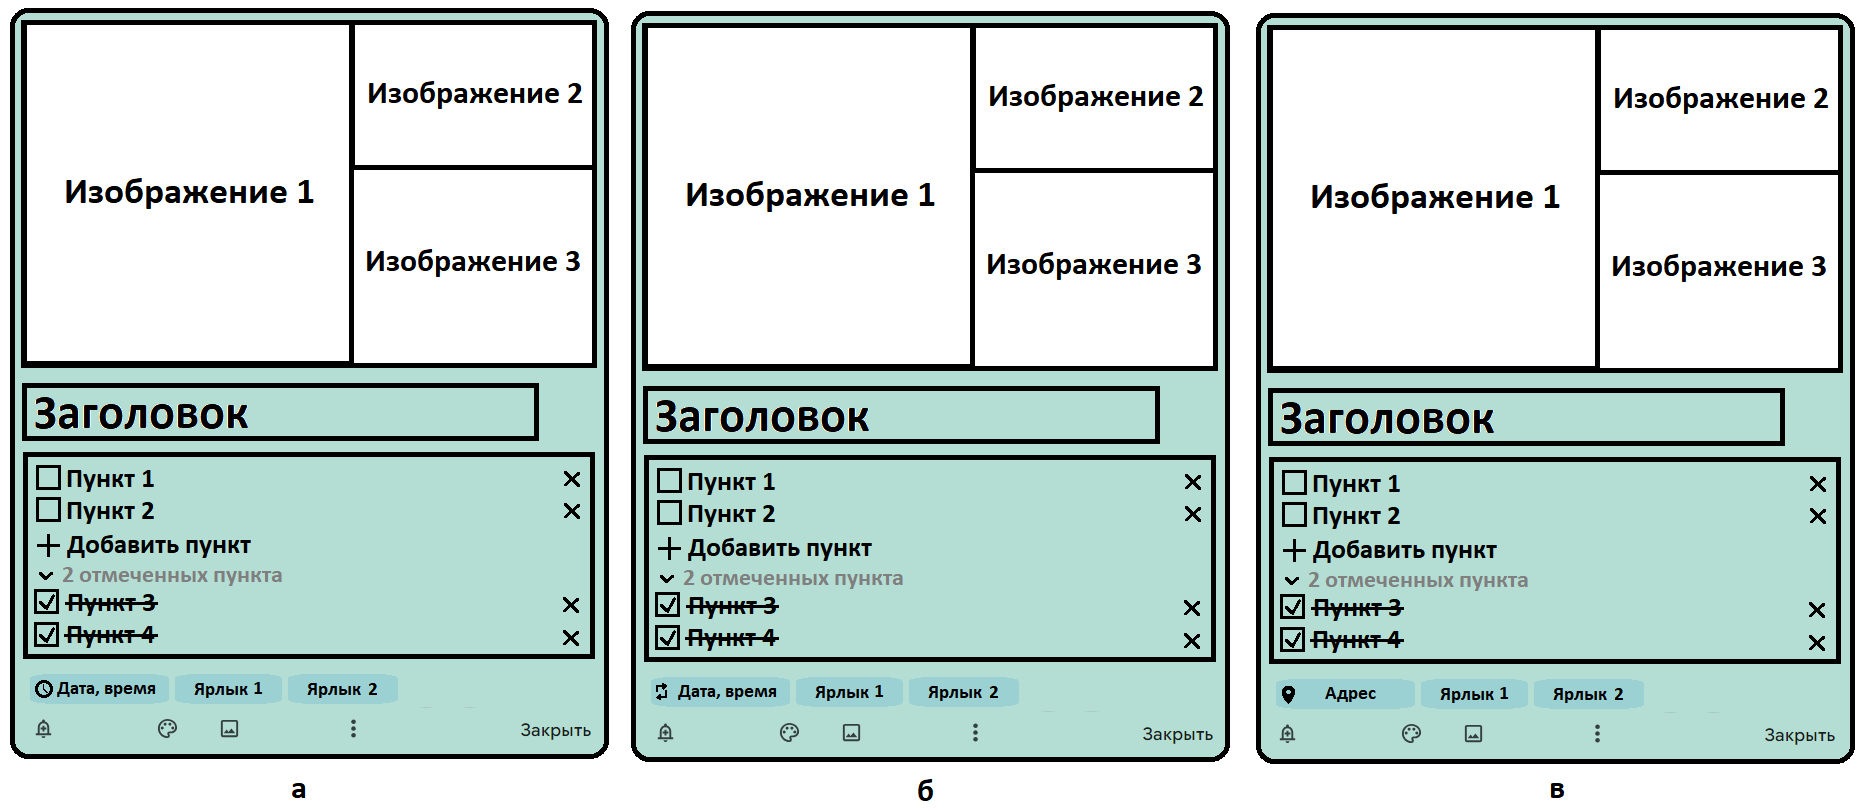 Изображение 1
Изображение 2
Изображение 3
Заголовок
Пункт 1
Пункт 2
Добавить пункт
2 отмеченных пункта
Пункт 3
Пункт 4
Дата, время Ярлык 1 Ярлык 2
Закрыть
а
Изображение 1
Изображение 2
Изображение 3
Заголовок
Пункт 1
Пункт 2
Добавить пункт
2 отмеченных пункта
Пункт 3
Пункт 4
Дата, время Ярлык 1 Ярлык 2
Закрыть
б
Изображение 1
Изображение 2
Изображение 3
Заголовок
Пункт 1
Пункт 2
Добавить пункт
2 отмеченных пункта
Пункт 3
Пункт 4
Адрес Ярлык 1 Ярлык 2
Закрыть
в